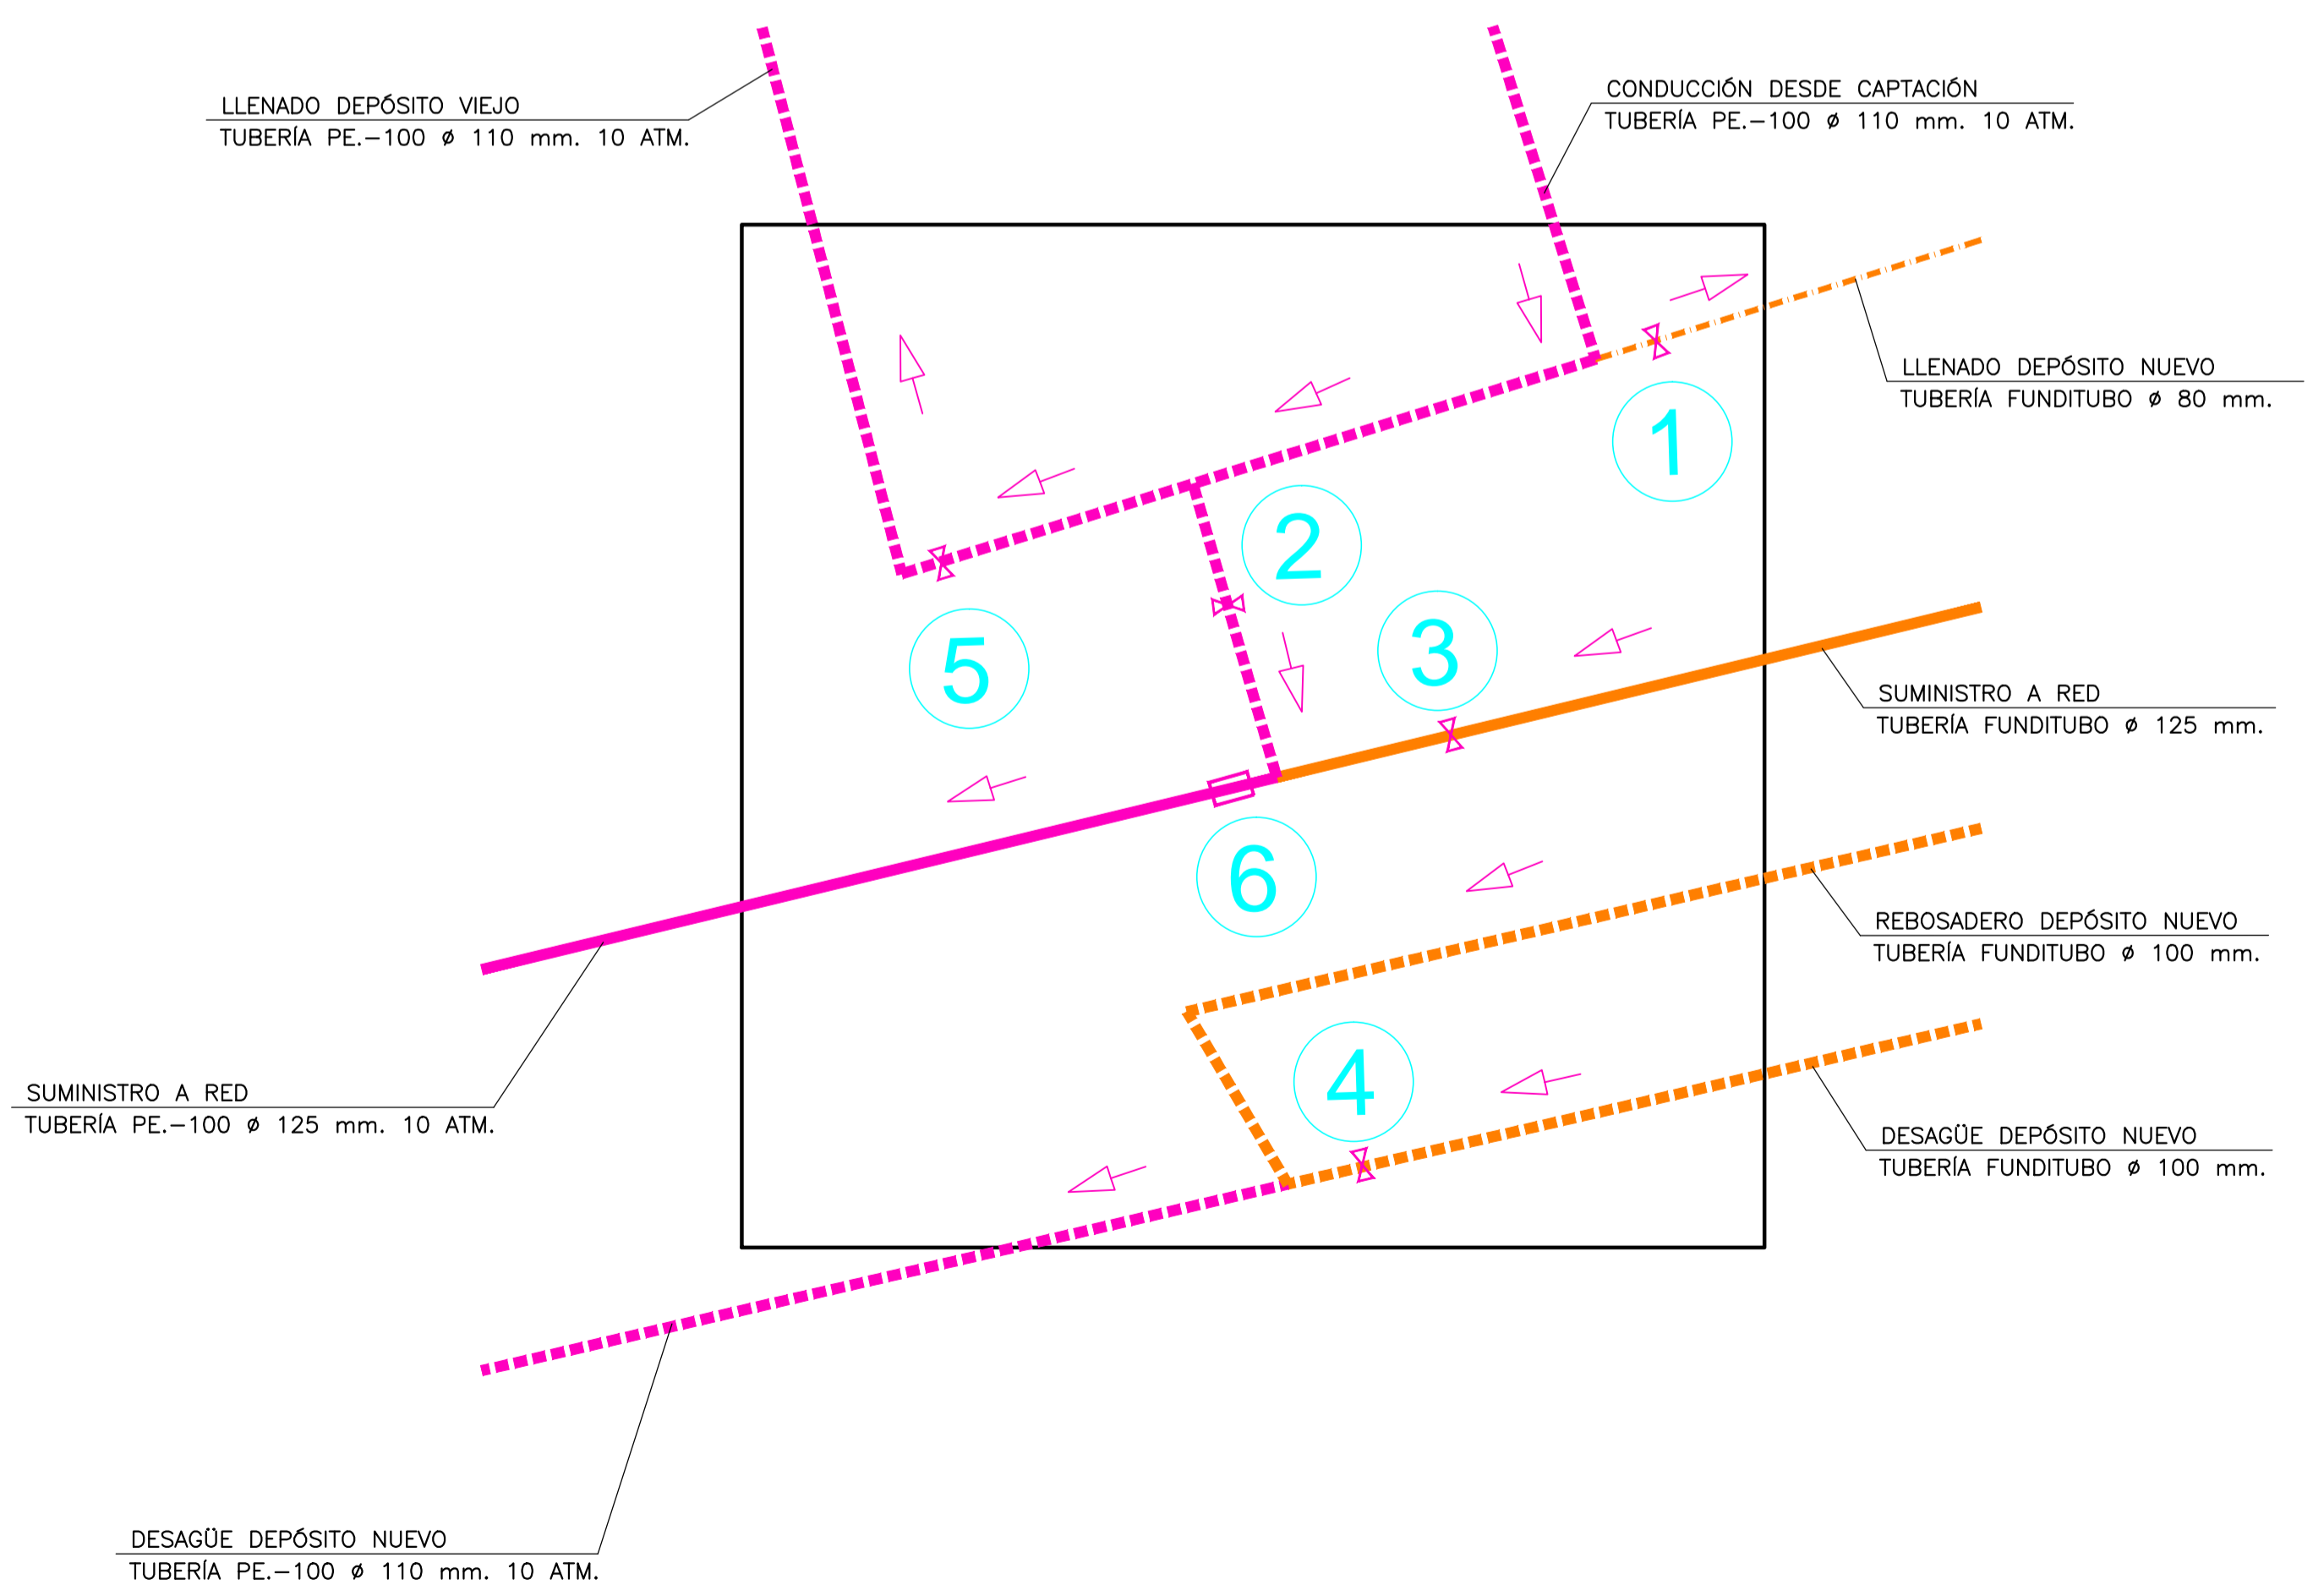 LLENADO DEPÓSITO VIEJO
TUBERÍA PE.-100 ø 110 mm. 10 ATM.
CONDUCCIÓN DESDE CAPTACIÓN
TUBERÍA PE.-100 ø 110 mm. 10 ATM.
LLENADO DEPÓSITO NUEVO
TUBERÍA FUNDITUBO ø 80 mm.
1
2
3
5
SUMINISTRO A RED
TUBERÍA FUNDITUBO ø 125 mm.
6
REBOSADERO DEPÓSITO NUEVO
TUBERÍA FUNDITUBO ø 100 mm.
4
SUMINISTRO A RED
TUBERÍA PE.-100 ø 125 mm. 10 ATM.
DESAGÜE DEPÓSITO NUEVO
TUBERÍA FUNDITUBO ø 100 mm.
DESAGÜE DEPÓSITO NUEVO
TUBERÍA PE.-100 ø 110 mm. 10 ATM.